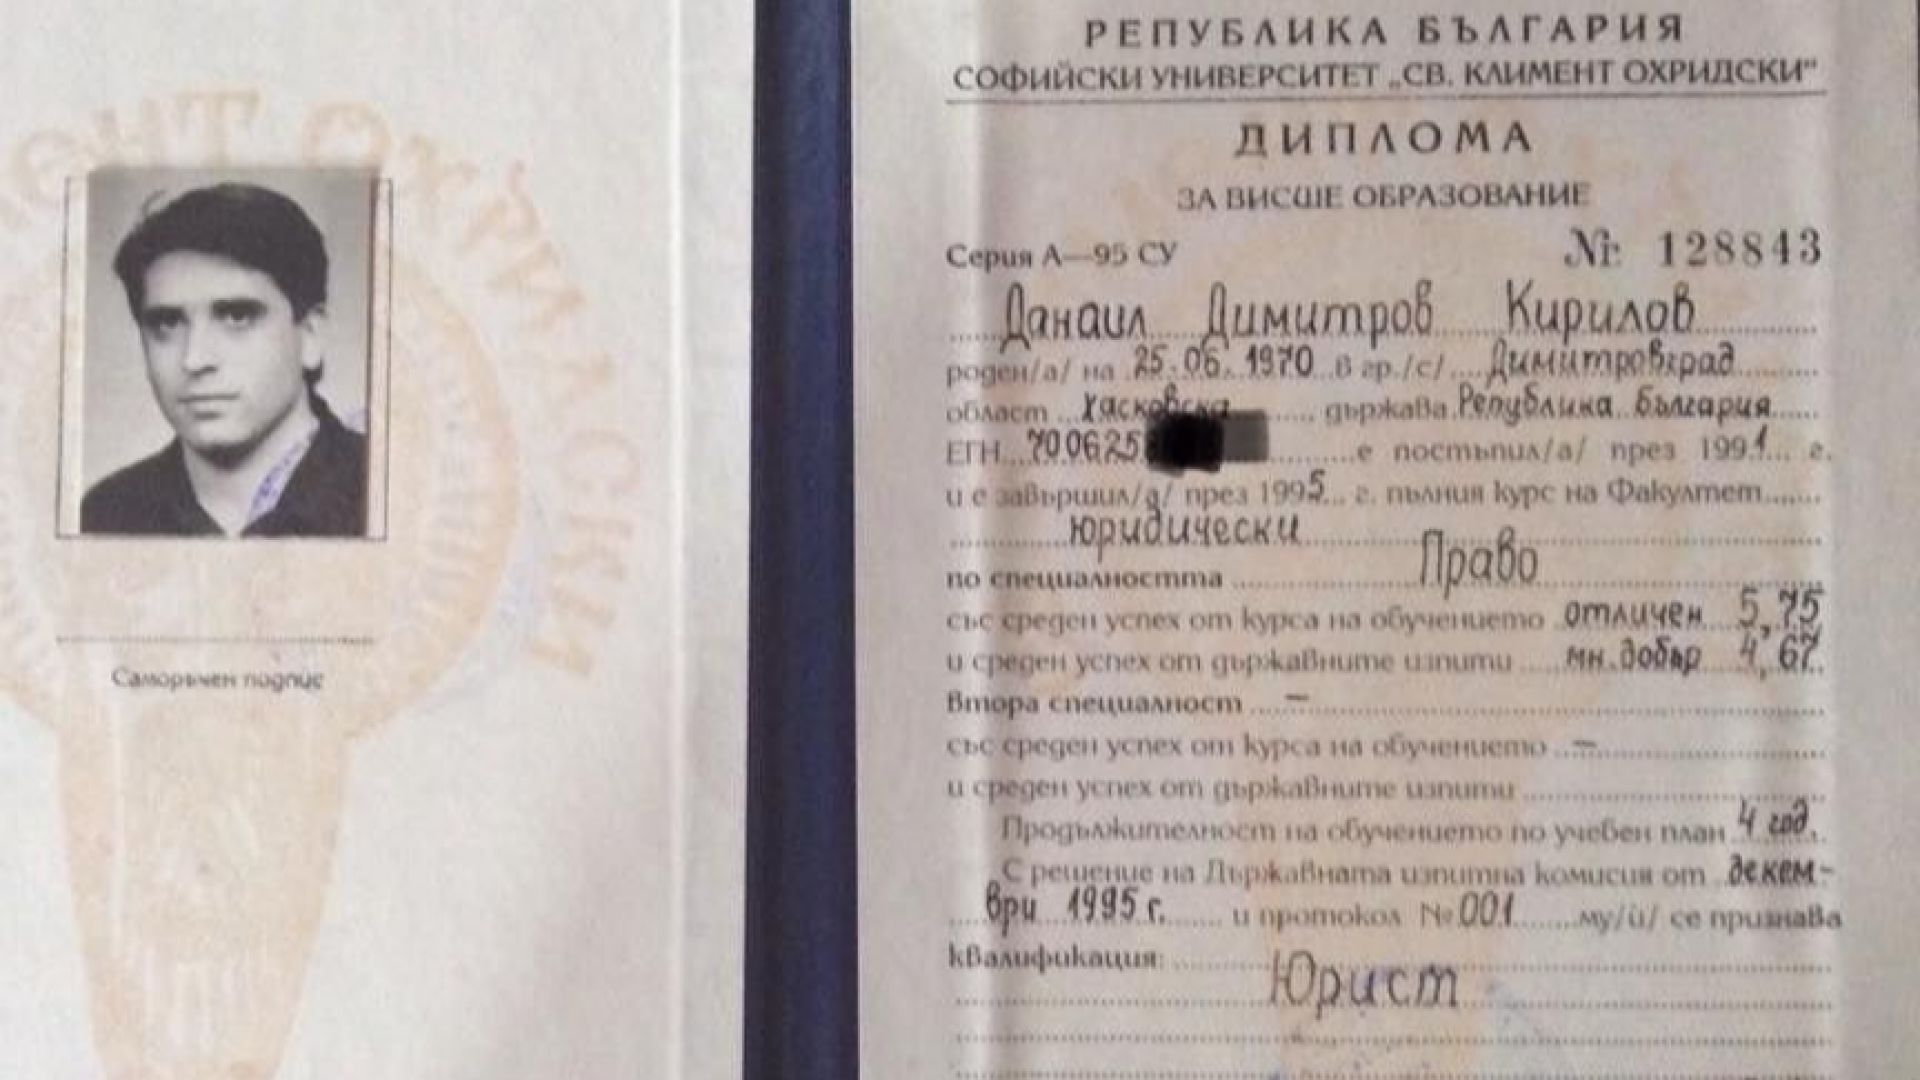 РЕПУБЛИКА БЪЛГАРИЯ
СОФИЙСКИ УНИВЕРСИТЕТ „СВ. КЛИМЕНТ ОХРИДСКИ“
ДИПЛОМА
ЗА ВИСШЕ ОБРАЗОВАНИЕ
Серия А—95 СУ № 128843
Данаил Димитров Кирилов
роден/а/ на 25.06.1970 в гр./с/ Димитровград
област Хасковска държава Република България
ЕГН 700625 е постъпил/а/ през 1991 г.
и е завършил/а/ през 1995 г. пълния курс на Факултет
юридически
по специалността Право
със среден успех от курса на обучението отличен 5,75
и среден успех от държавните изпити мн.добър 4,67
Втора специалност —
със среден успех от курса на обучението —
и среден успех от държавните изпити
Продължителност на обучението по учебен план 4 год.
С решение на Държавната изпитна комисия от декем-
ври 1995 г. и протокол № 001 му/ѝ/ се признава
квалификация:
Юрист
ЕНТ ОХРИДСКИ
Саморъчен подпис